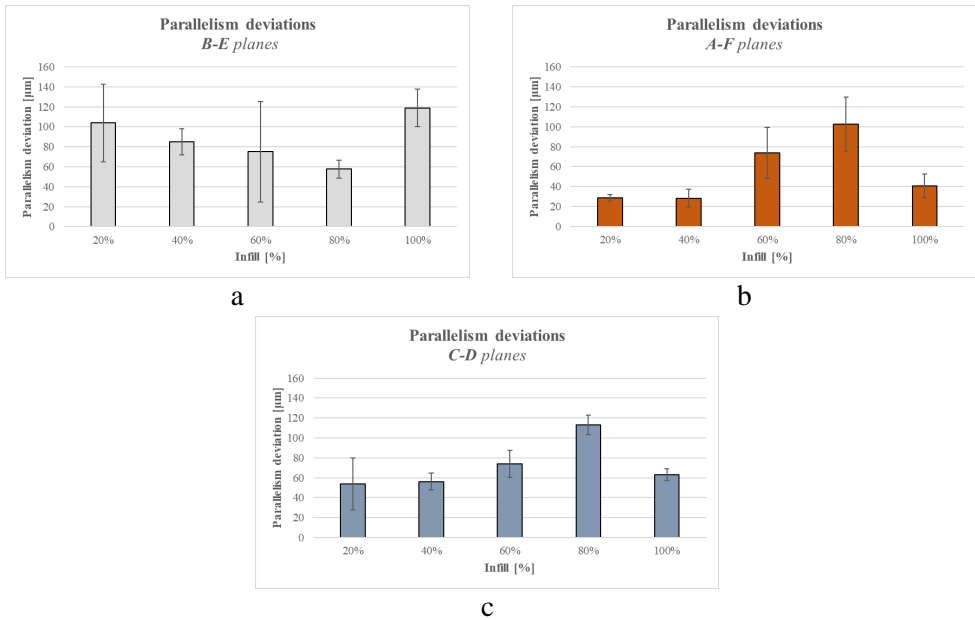 Parallelism deviations
B-E planes
Parallelism deviation [µm]
160
140
120
100
80
60
40
20
0
20% 40% 60% 80% 100%
Infill [%]
a
Parallelism deviations
A-F planes
Parallelism deviation [µm]
160
140
120
100
80
60
40
20
0
20% 40% 60% 80% 100%
Infill [%]
b
Parallelism deviations
C-D planes
Parallelism deviation [µm]
160
140
120
100
80
60
40
20
0
20% 40% 60% 80% 100%
Infill [%]
c